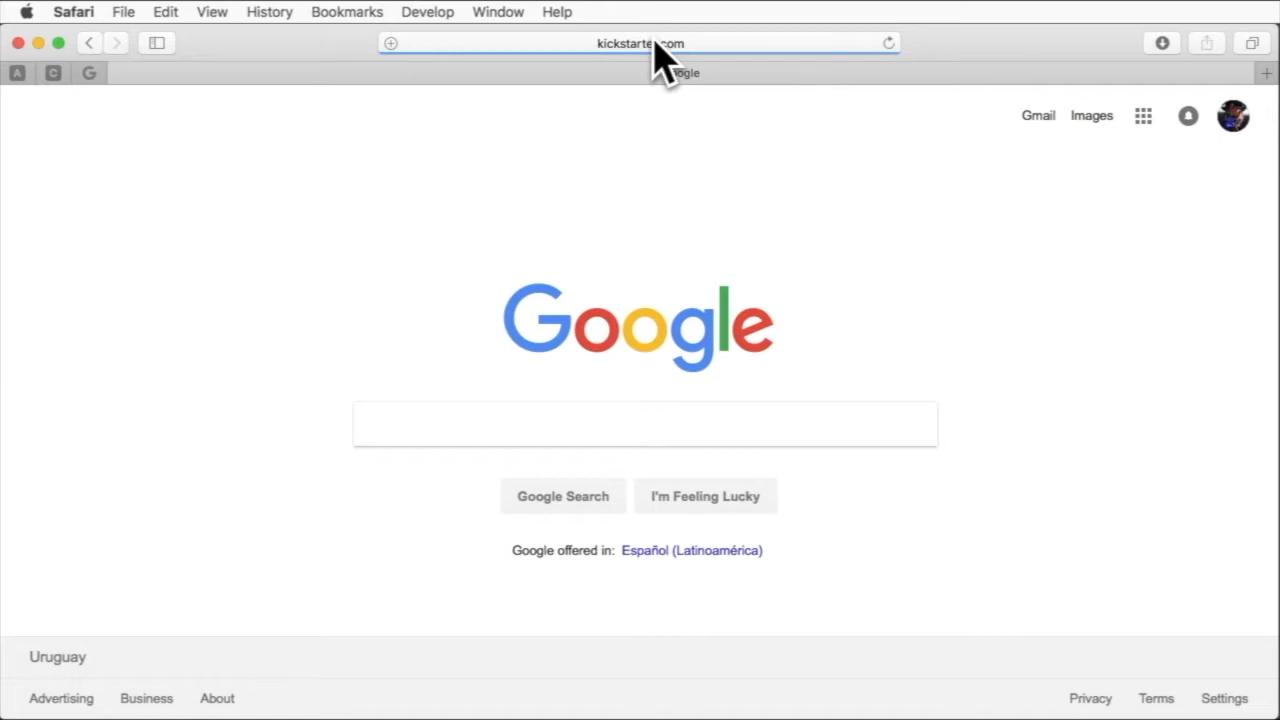 Safari File Edit View History Bookmarks Develop Window Help
A C G
Gmail Images
Google
Google Search I'm Feeling Lucky
Google offered in: Español (Latinoamérica)
Uruguay
Advertising Business About Privacy Terms Settings